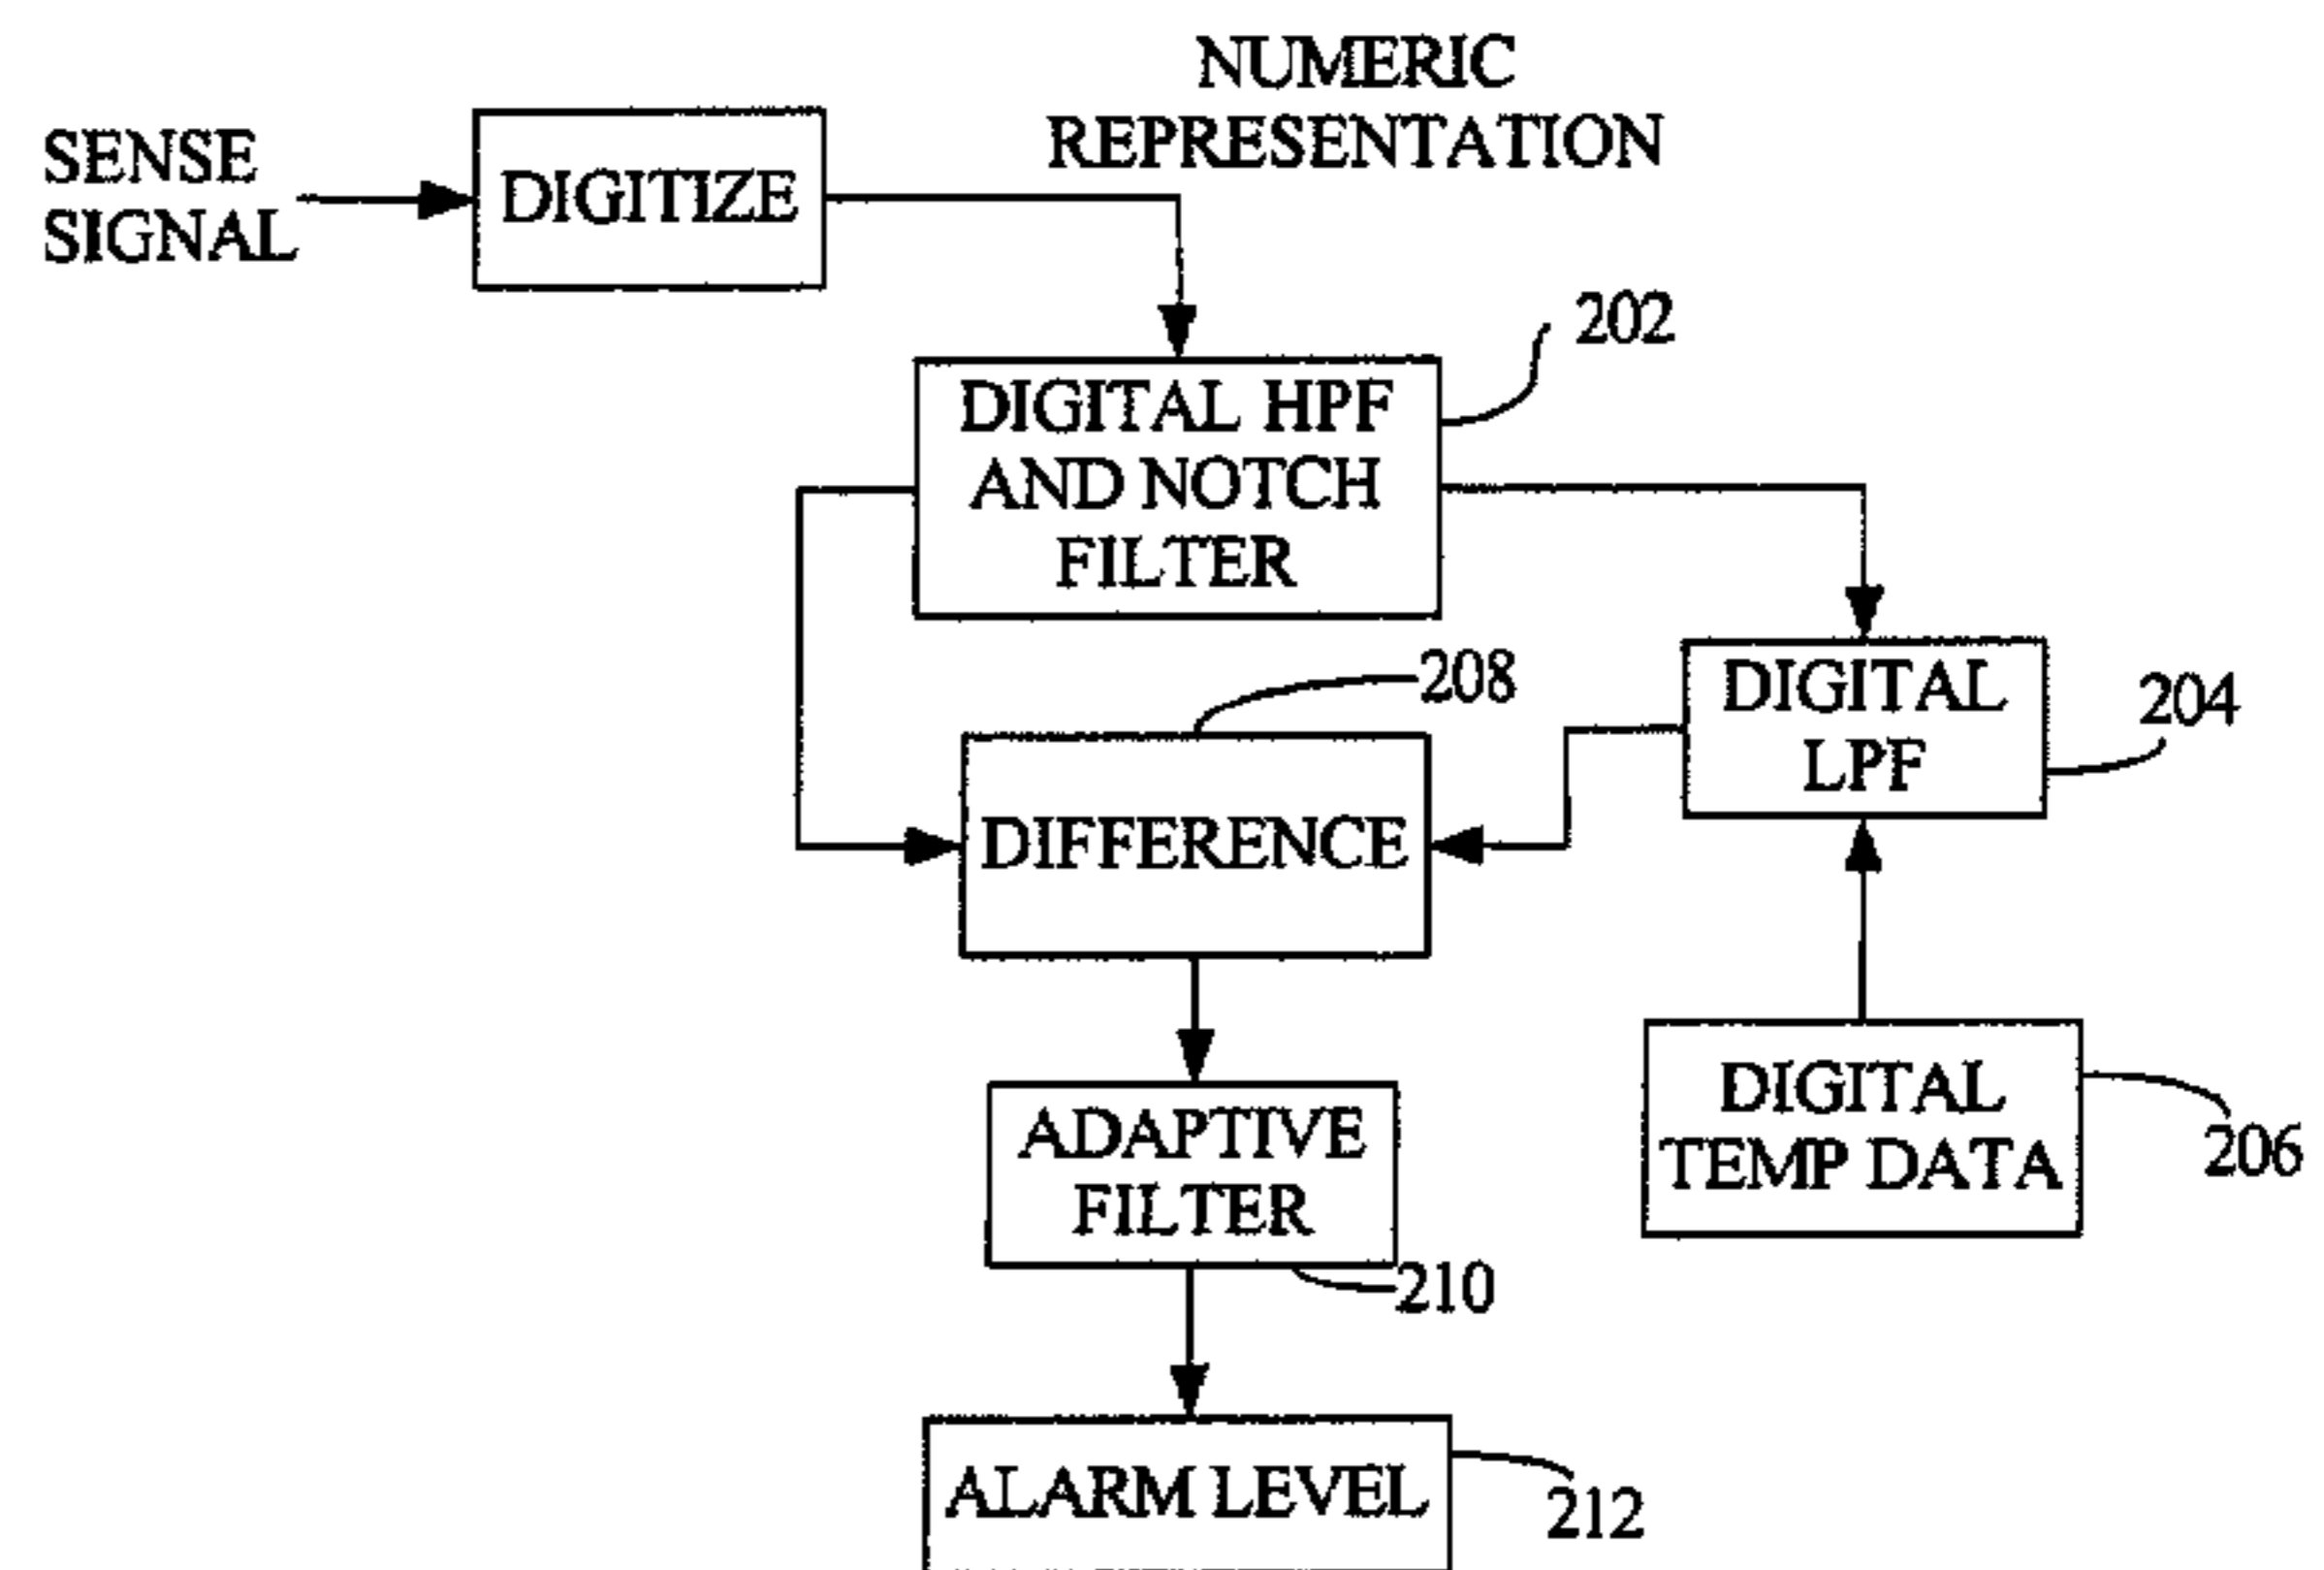 NUMERIC
REPRESENTATION
SENSE
SIGNAL
DIGITIZE
202
DIGITAL HPF
AND NOTCH
FILTER
208
DIGITAL
LPF
204
DIFFERENCE
DIGITAL
TEMP DATA
206
ADAPTIVE
FILTER
210
ALARM LEVEL
212